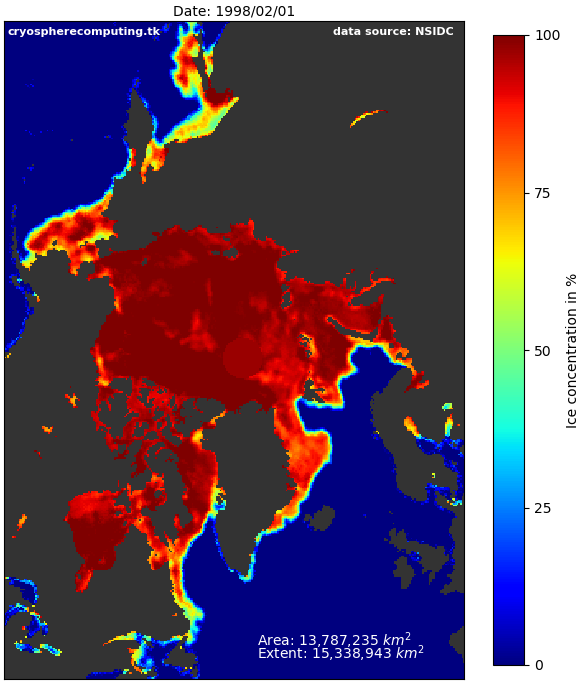 Date: 1998/02/01
cryospherecomputing.tk data source: NSIDC
100
75
50
25
0
Ice concentration in %
Area: 13,787,235 km²
Extent: 15,338,943 km²